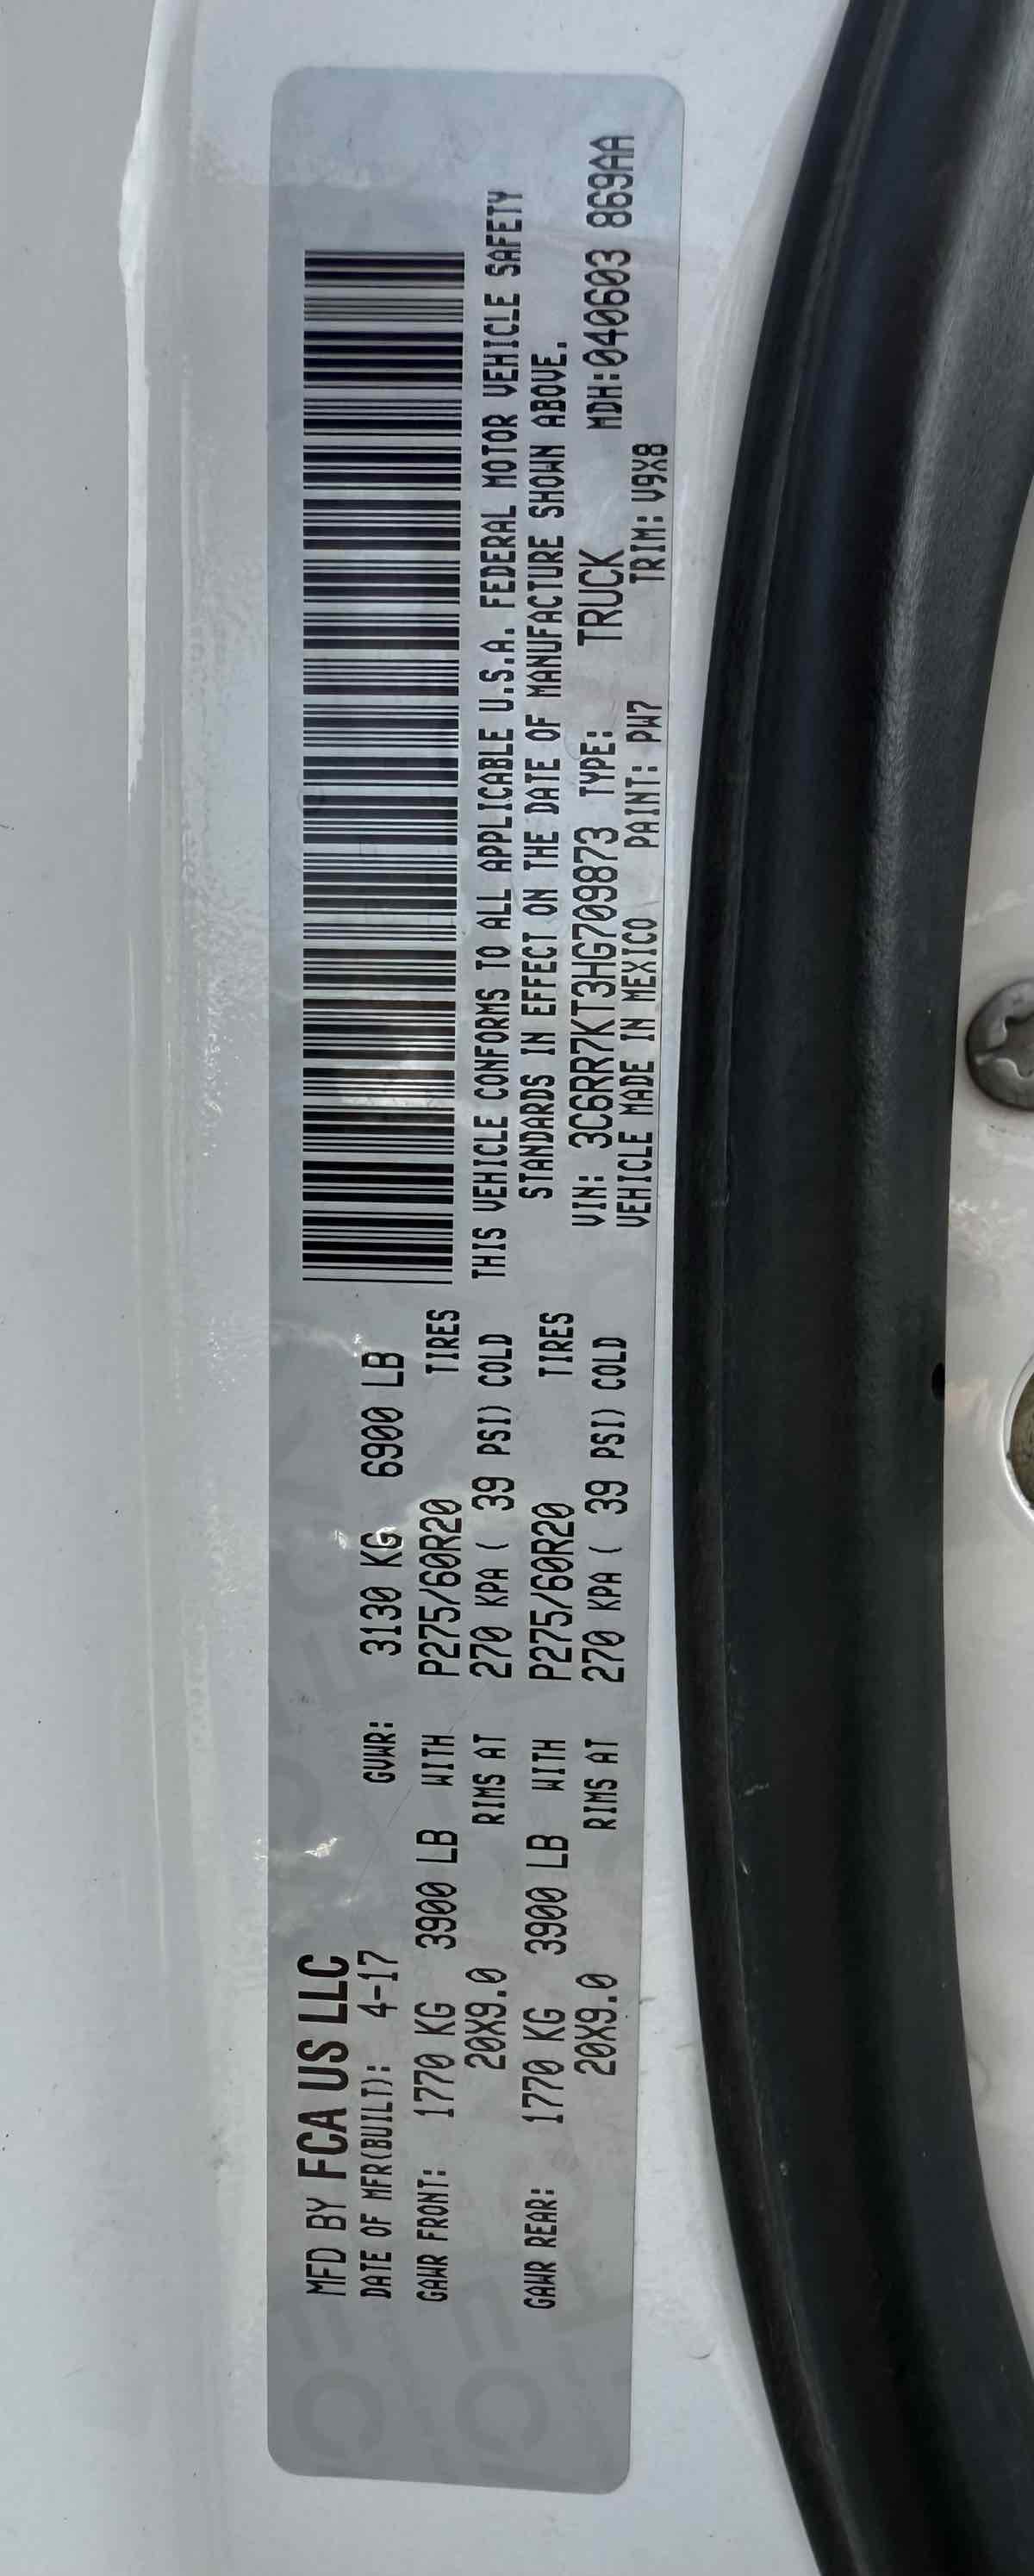 MFD BY FCA US LLC
DATE OF MFR(BUILT): 4-17 GVWR: 3130 KG 6900 LB
GAWR FRONT: 1770 KG 3900 LB WITH P275/60R20 TIRES
20X9.0 RIMS AT 270 KPA ( 39 PSI) COLD
GAWR REAR: 1770 KG 3900 LB WITH P275/60R20 TIRES
20X9.0 RIMS AT 270 KPA ( 39 PSI) COLD
THIS VEHICLE CONFORMS TO ALL APPLICABLE U.S.A. FEDERAL MOTOR VEHICLE SAFETY
STANDARDS IN EFFECT ON THE DATE OF MANUFACTURE SHOWN ABOVE.
VIN: 3C6RR7KT3HG709873 TYPE: TRUCK MDH:040603 869AA
VEHICLE MADE IN MEXICO PAINT: PW7 TRIM: V9X8